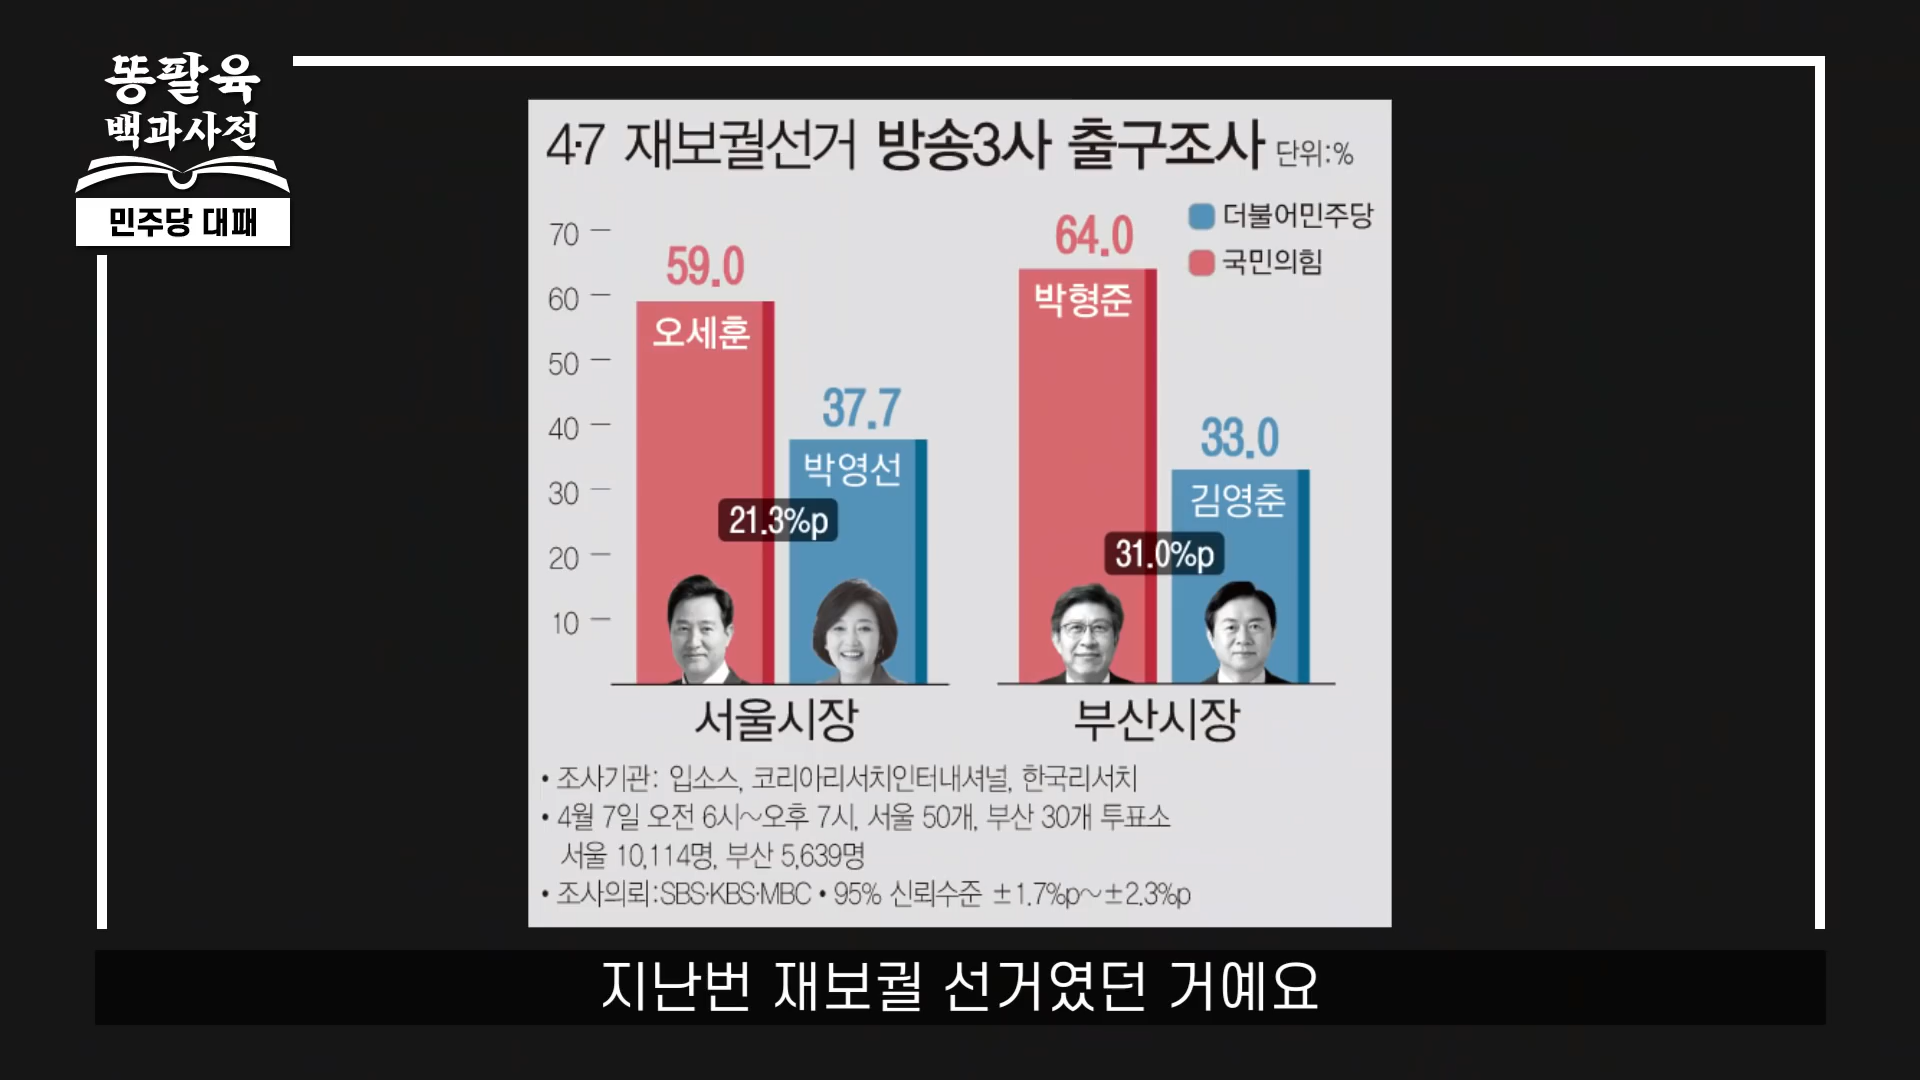 똥팔육
백과사전
민주당 대패
4·7 재보궐선거 방송3사 출구조사 단위:%
더불어민주당
국민의힘
70
60
50
40
30
20
10
59.0
오세훈
37.7
박영선
21.3%p
64.0
박형준
33.0
김영춘
31.0%p
서울시장
부산시장
• 조사기관: 입소스, 코리아리서치인터내셔널, 한국리서치
• 4월 7일 오전 6시~오후 7시, 서울 50개, 부산 30개 투표소
서울 10,114명, 부산 5,639명
• 조사의뢰:SBS·KBS·MBC • 95% 신뢰수준 ±1.7%p~±2.3%p
지난번 재보궐 선거였던 거예요